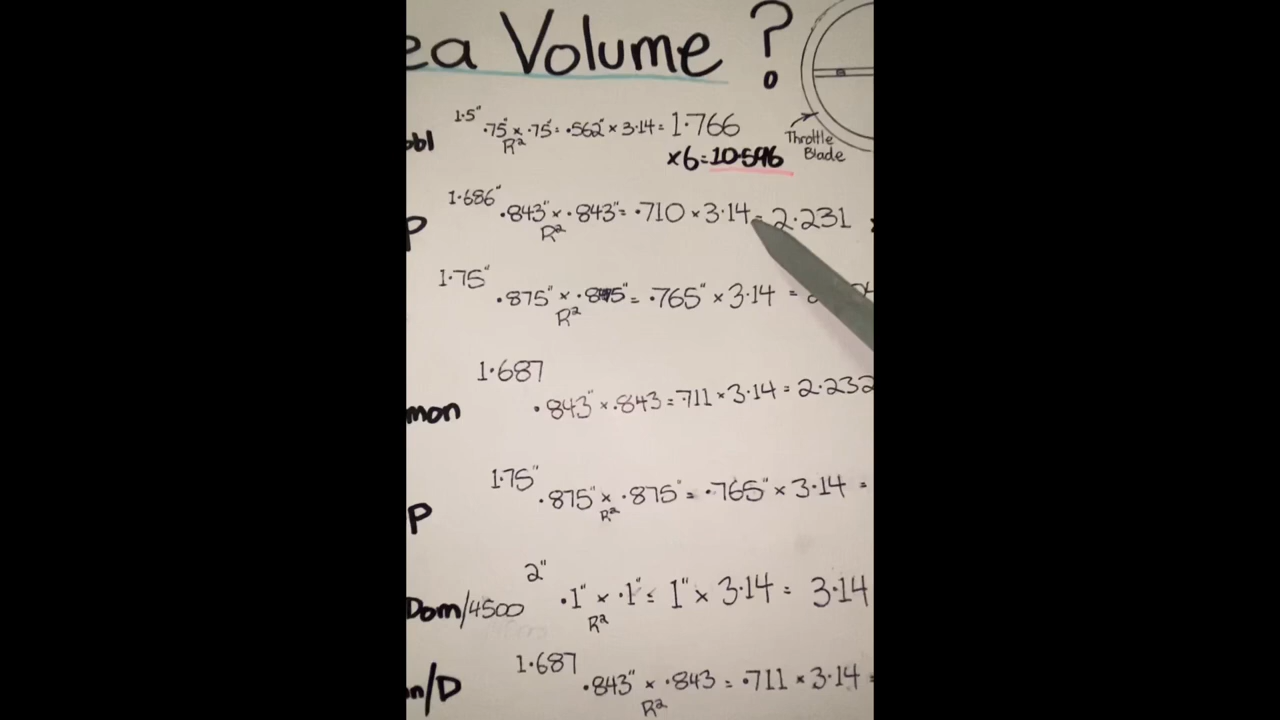 ea Volume ?
1.5" .75" × .75" = .562" × 3.14 = 1.766
bbl R²
×6 = 10.596
Throttle
Blade
1.686" .843" × .843" = .710 × 3.14 = 2.231
P R²
1.75" .875" × .875" = .765" × 3.14 =
R²
1.687
mon .843" × .843 = .711 × 3.14 = 2.232
1.75" .875" × .875" = .765" × 3.14 =
P R²
2"
Dom/4500 .1" × .1" = 1" × 3.14 = 3.14
R²
1.687
on/D .843" × .843 = .711 × 3.14 =
R²